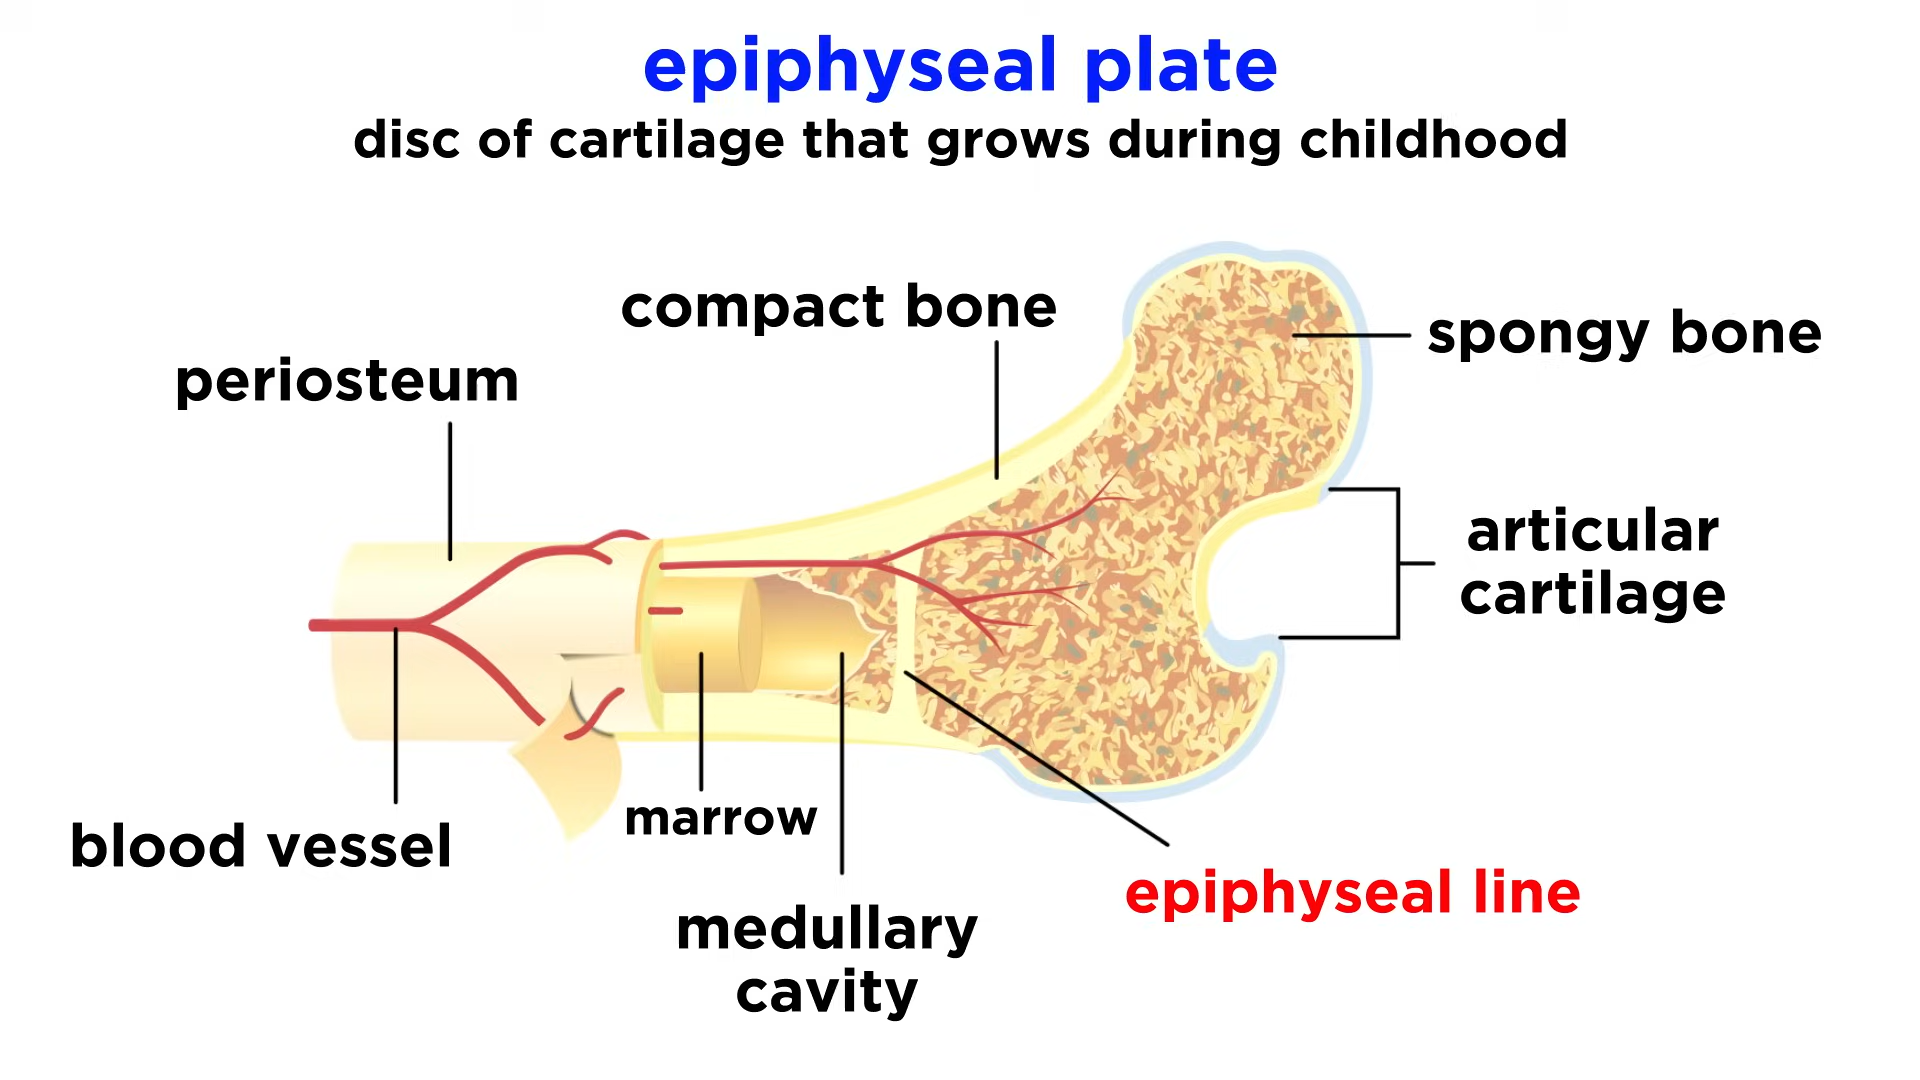 epiphyseal plate
disc of cartilage that grows during childhood
compact bone
spongy bone
periosteum
articular
cartilage
marrow
blood vessel
epiphyseal line
medullary
cavity